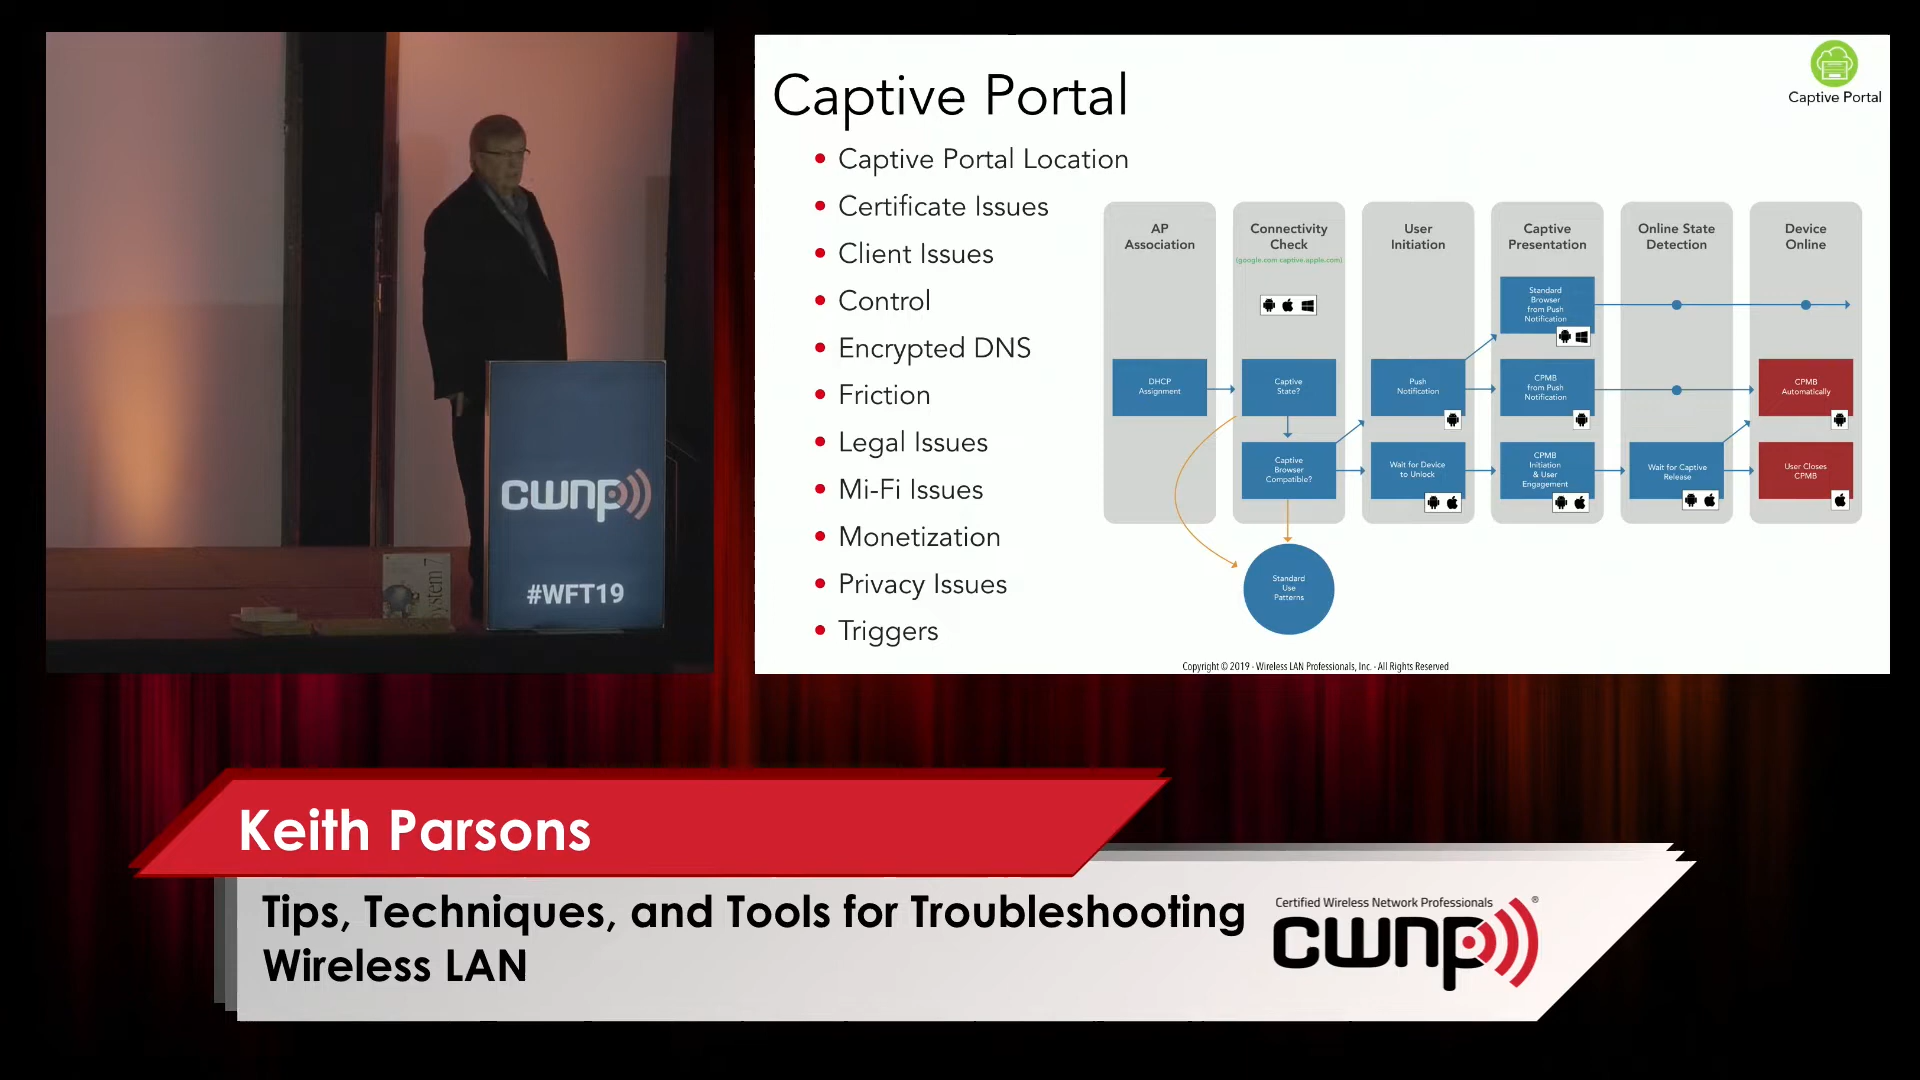 Captive Portal
Captive Portal
• Captive Portal Location
• Certificate Issues
• Client Issues
• Control
• Encrypted DNS
• Friction
• Legal Issues
• Mi-Fi Issues
• Monetization
• Privacy Issues
• Triggers
AP
Association
DHCP
Assignment
Connectivity
Check
(google.com captive.apple.com)
Captive
State?
Captive
Browser
Compatible?
Standard
Use
Patterns
User
Initiation
Push
Notification
Wait for Device
to Unlock
Captive
Presentation
Standard
Browser
from Push
Notification
CPMB
from Push
Notification
CPMB
Initiation
& User
Engagement
Online State
Detection
Wait for Captive
Release
Device
Online
CPMB
Automatically
User Closes
CPMB
Copyright © 2019 - Wireless LAN Professionals, Inc. - All Rights Reserved
cwnp
#WFT19
System 7
Keith Parsons
Tips, Techniques, and Tools for Troubleshooting
Wireless LAN
Certified Wireless Network Professionals
cwnp®